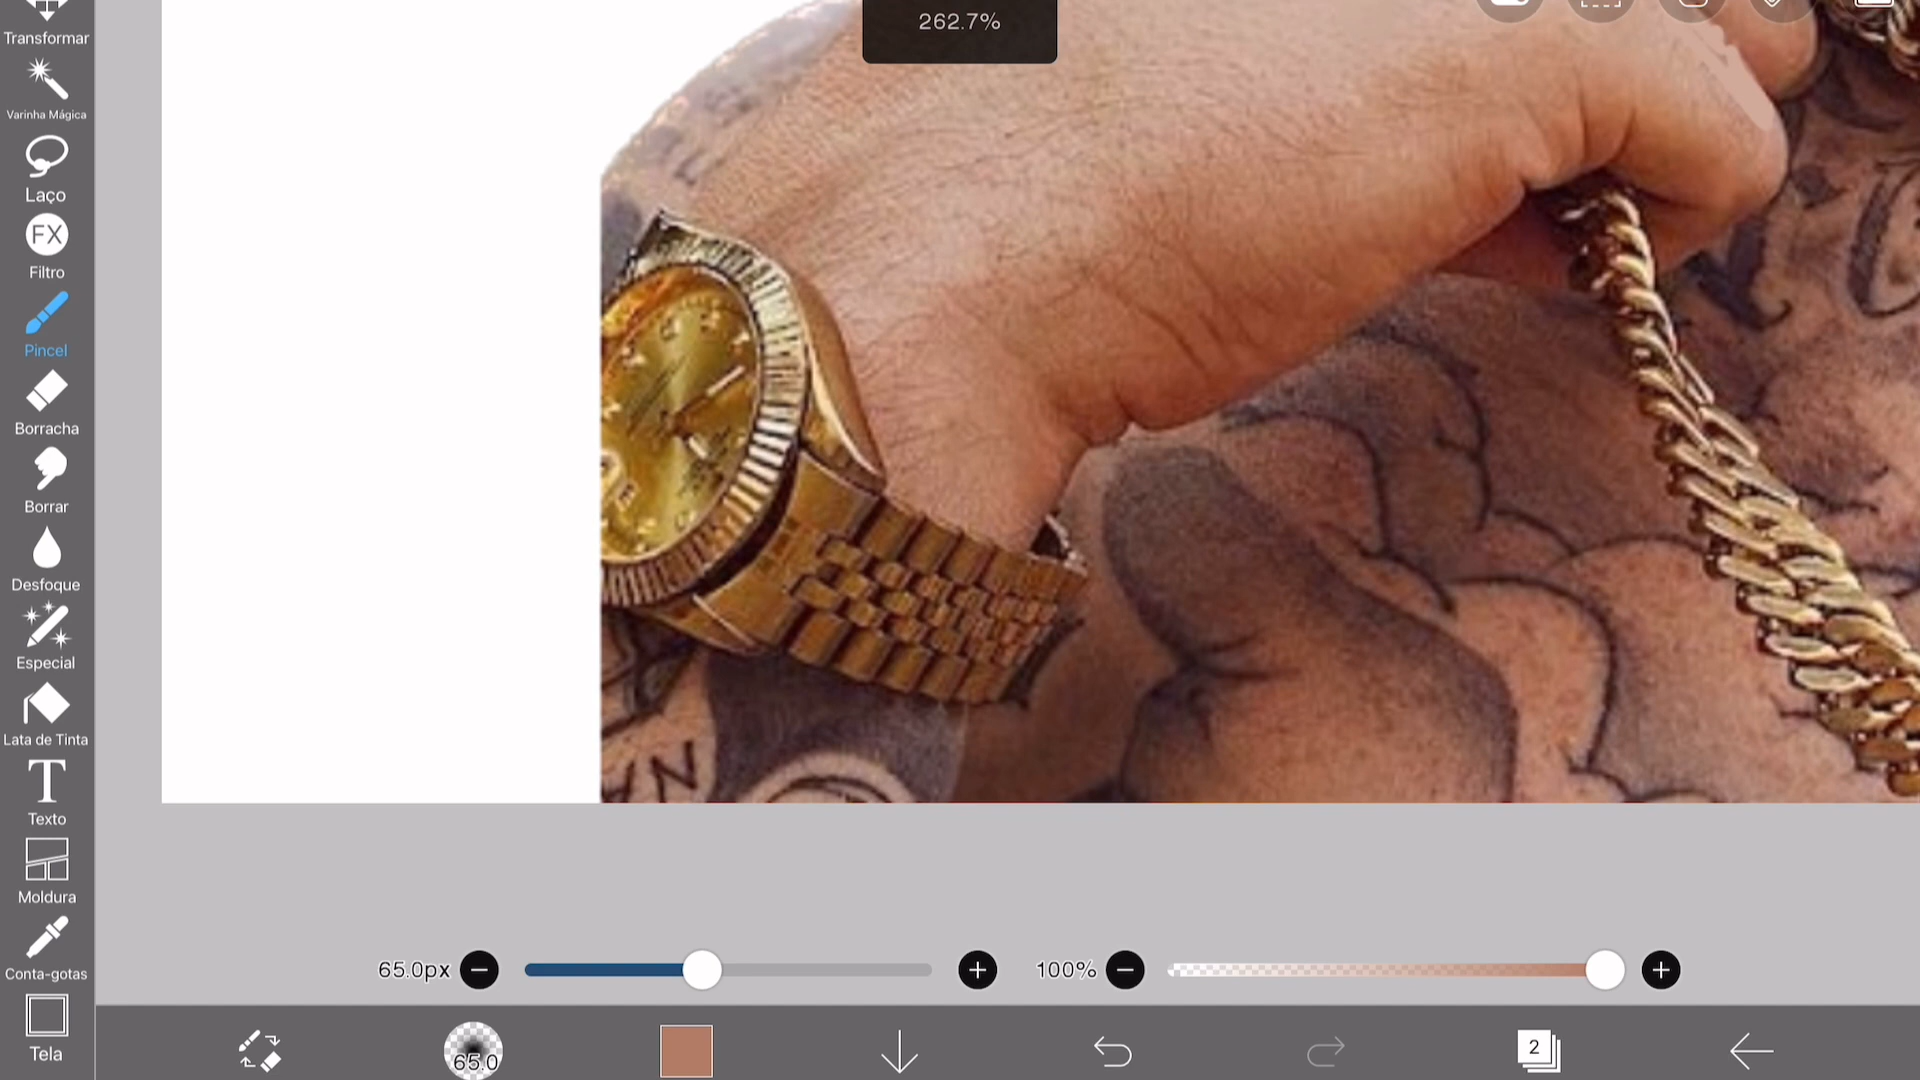 262.7%
Transformar
Varinha Mágica
Laço
FX
Filtro
Pincel
Borracha
Borrar
Desfoque
Especial
Lata de Tinta
T
Texto
Moldura
Conta-gotas
Tela
65.0px
100%
65.0
2